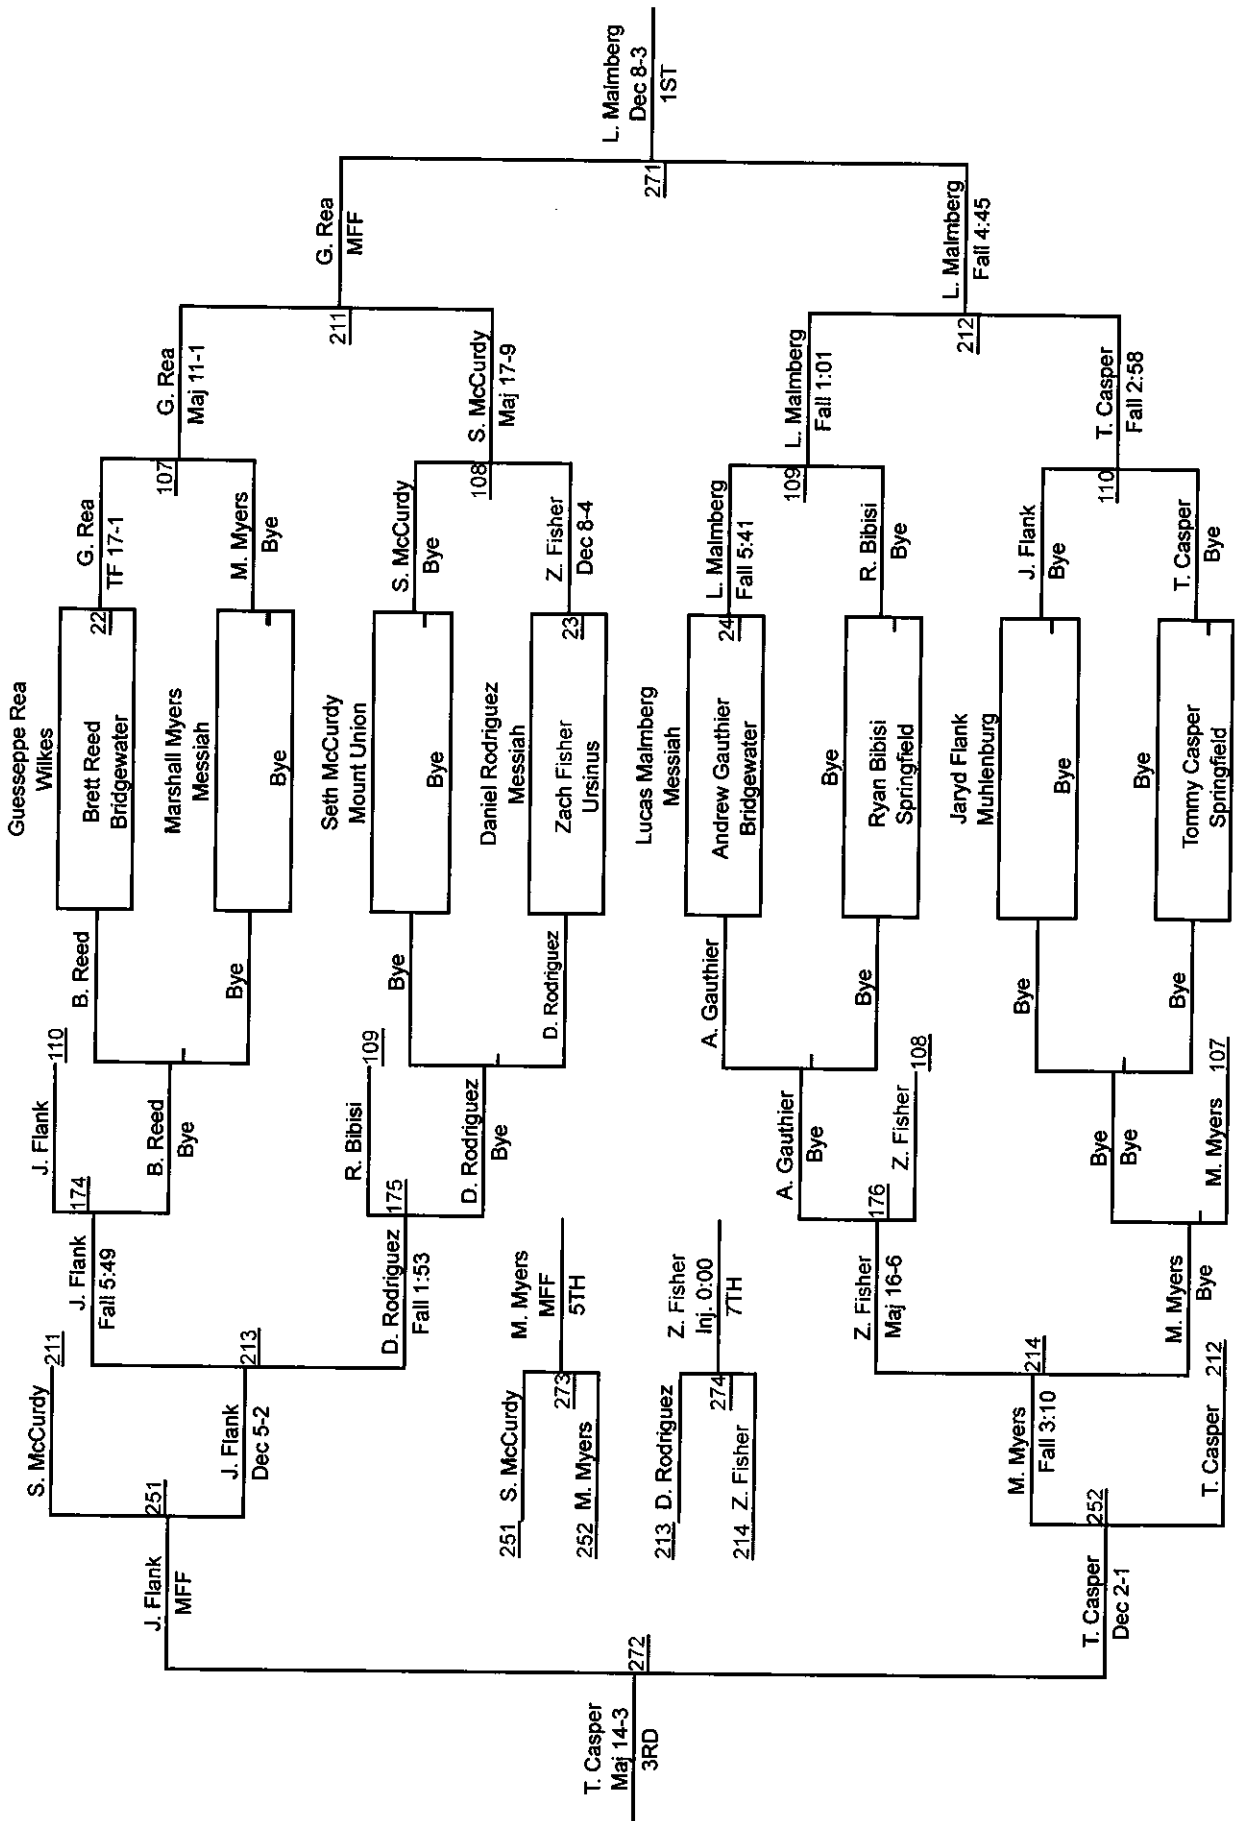 Guesseppe Rea
Wilkes
Brett Reed
Bridgewater
22
Marshall Myers
Messiah
Bye
Seth McCurdy
Mount Union
Bye
Daniel Rodriguez
Messiah
Zach Fisher
Ursinus
23
Lucas Malmberg
Messiah
Andrew Gauthier
Bridgewater
24
Bye
Ryan Bibisi
Springfield
Jaryd Flank
Muhlenburg
Bye
Bye
Tommy Casper
Springfield
G. Rea
TF 17-1
M. Myers
Bye
S. McCurdy
Bye
Z. Fisher
Dec 8-4
L. Malmberg
Fall 5:41
R. Bibisi
Bye
J. Flank
Bye
T. Casper
Bye
107
G. Rea
Maj 11-1
108
S. McCurdy
Maj 17-9
109
L. Malmberg
Fall 1:01
110
T. Casper
Fall 2:58
211
G. Rea
MFF
212
L. Malmberg
Fall 4:45
271
L. Malmberg
Dec 8-3
1ST
B. Reed
Bye
Bye
D. Rodriguez
A. Gauthier
Bye
Bye
Bye
J. Flank
110
B. Reed
Bye
R. Bibisi
109
D. Rodriguez
Bye
A. Gauthier
Bye
Z. Fisher
108
Bye
Bye
M. Myers
107
174
J. Flank
Fall 5:49
175
D. Rodriguez
Fall 1:53
176
Z. Fisher
Maj 16-6
M. Myers
Bye
S. McCurdy
211
213
J. Flank
Dec 5-2
214
M. Myers
Fall 3:10
T. Casper
212
251
J. Flank
MFF
252
T. Casper
Dec 2-1
272
T. Casper
Maj 14-3
3RD
251
S. McCurdy
252
M. Myers
273
M. Myers
MFF
5TH
213
D. Rodriguez
214
Z. Fisher
274
Z. Fisher
Inj. 0:00
7TH